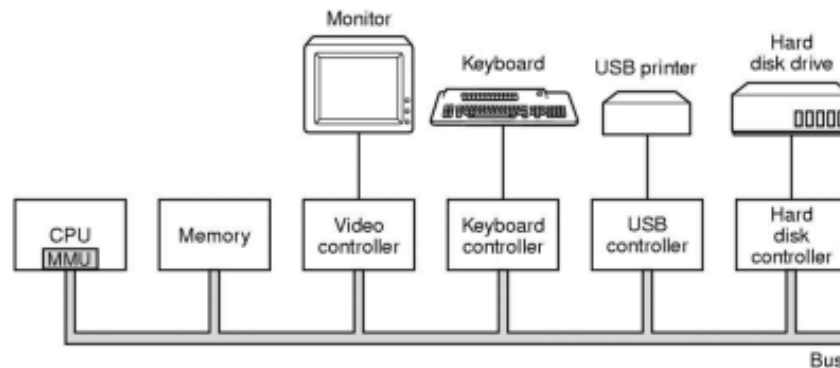 Monitor
Keyboard
USB printer
Hard
disk drive
CPU
MMU
Memory
Video
controller
Keyboard
controller
USB
controller
Hard
disk
controller
Bus